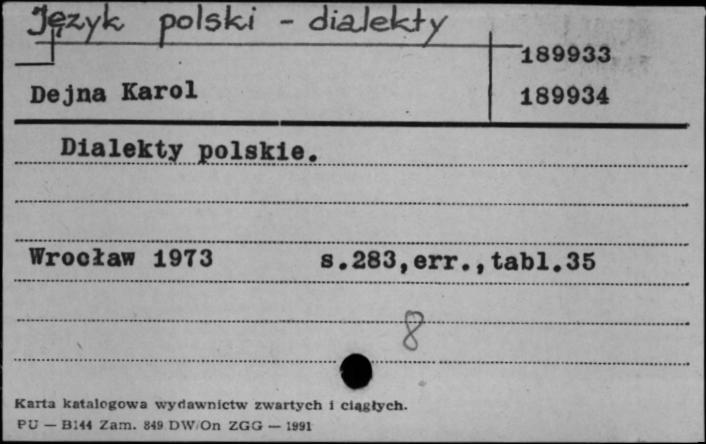 Język polski - dialekty
189933
Dejna Karol 189934
Dialekty polskie.
Wrocław 1973 s.283,err.,tabl.35
8
Karta katalogowa wydawnictw zwartych i ciągłych.
PU — B144 Zam. 849 DW/On ZGG — 1991